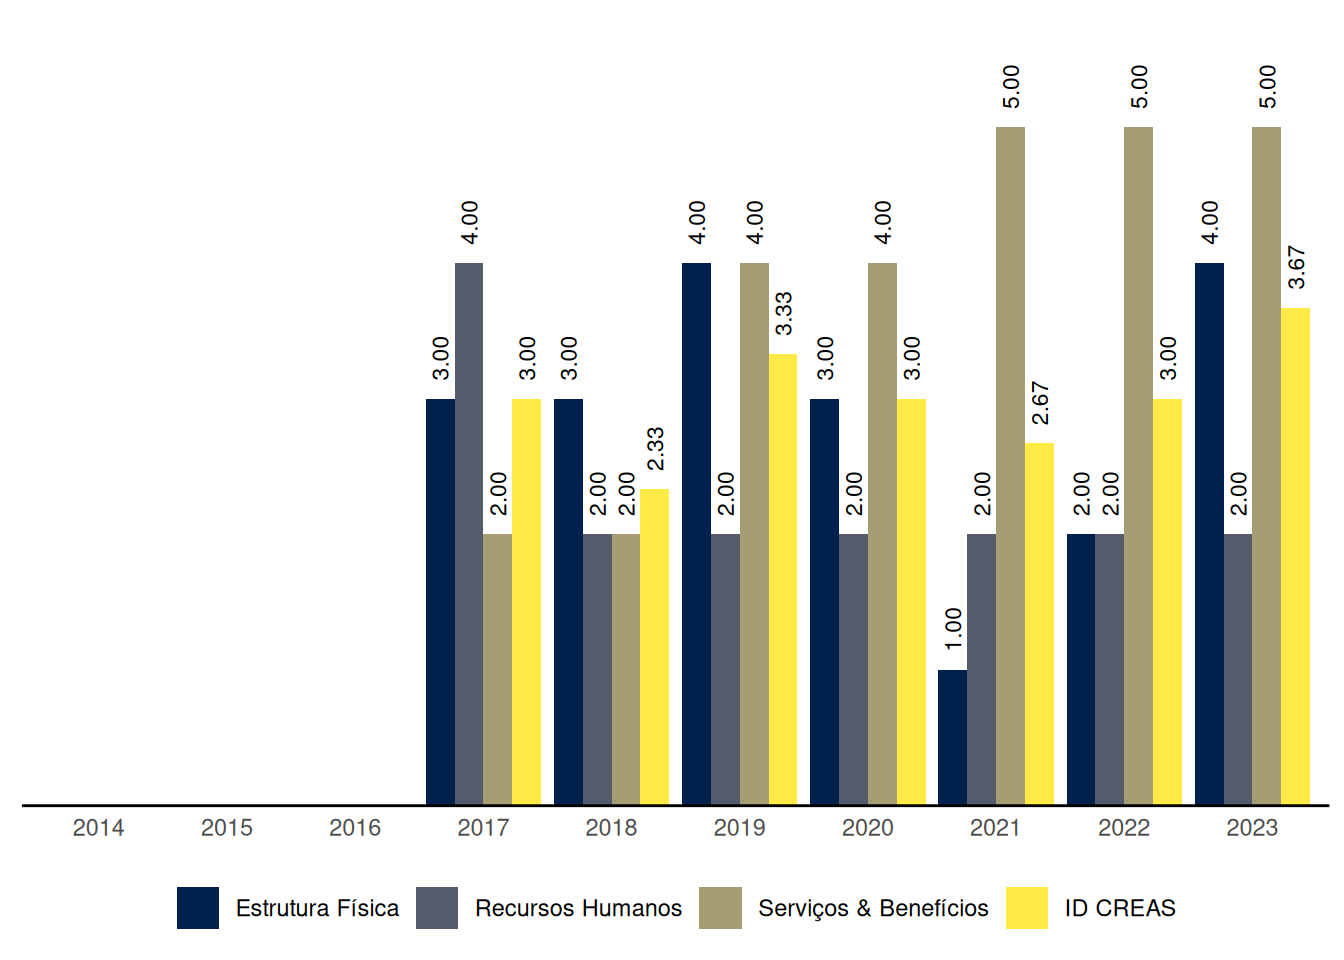 5.00 5.00 5.00
4.00 4.00 4.00 4.00 4.00
3.67
3.33
3.00 3.00 3.00 3.00 3.00 3.00
2.67
2.33
2.00 2.00 2.00 2.00 2.00 2.00 2.00 2.00 2.00
1.00
2014 2015 2016 2017 2018 2019 2020 2021 2022 2023
Estrutura Física Recursos Humanos Serviços & Benefícios ID CREAS